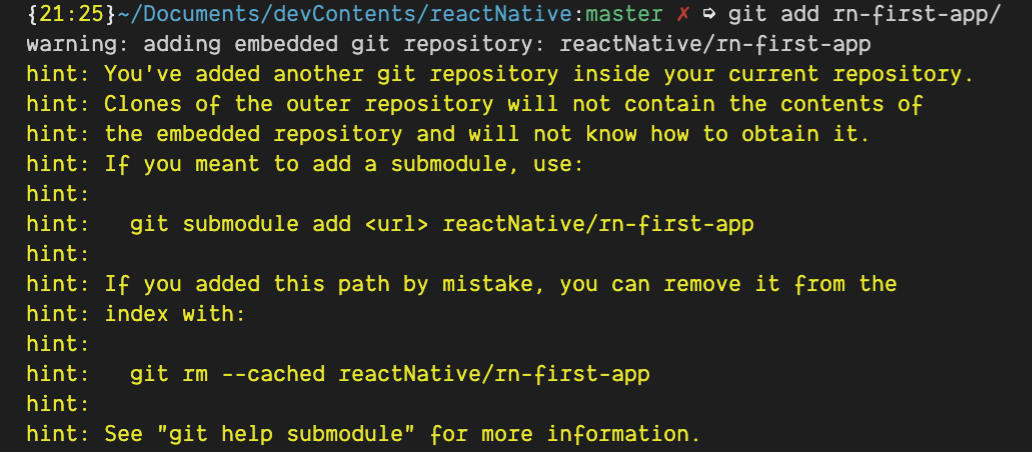 {21:25}~/Documents/devContents/reactNative:master ✗ ➭ git add rn-first-app/
warning: adding embedded git repository: reactNative/rn-first-app
hint: You've added another git repository inside your current repository.
hint: Clones of the outer repository will not contain the contents of
hint: the embedded repository and will not know how to obtain it.
hint: If you meant to add a submodule, use:
hint:
hint:   git submodule add <url> reactNative/rn-first-app
hint:
hint: If you added this path by mistake, you can remove it from the
hint: index with:
hint:
hint:   git rm --cached reactNative/rn-first-app
hint:
hint: See "git help submodule" for more information.